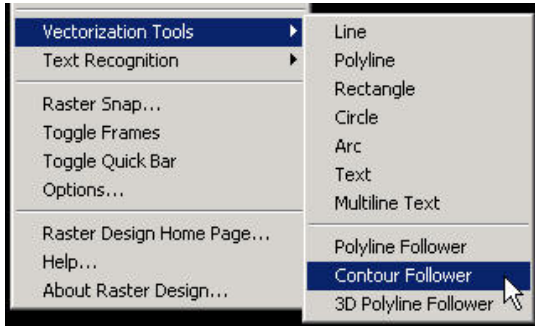 Vectorization Tools
Text Recognition
Raster Snap...
Toggle Frames
Toggle Quick Bar
Options...
Raster Design Home Page...
Help...
About Raster Design...
Line
Polyline
Rectangle
Circle
Arc
Text
Multiline Text
Polyline Follower
Contour Follower
3D Polyline Follower